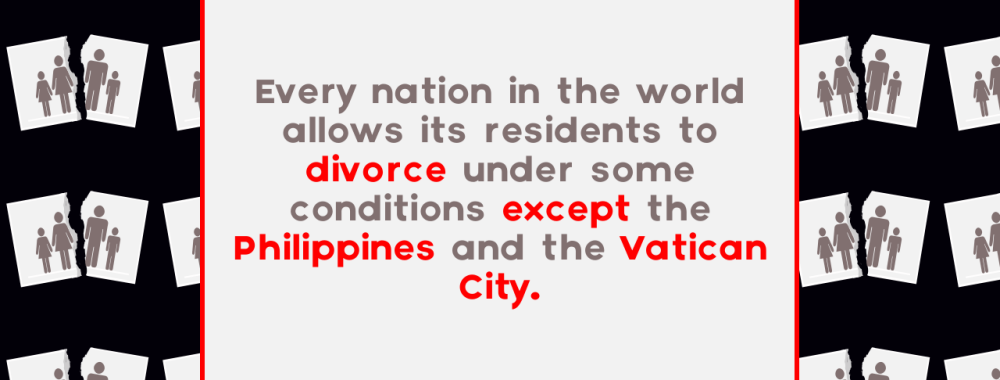 Every nation in the world
allows its residents to
divorce under some
conditions except the
Philippines and the Vatican
City.